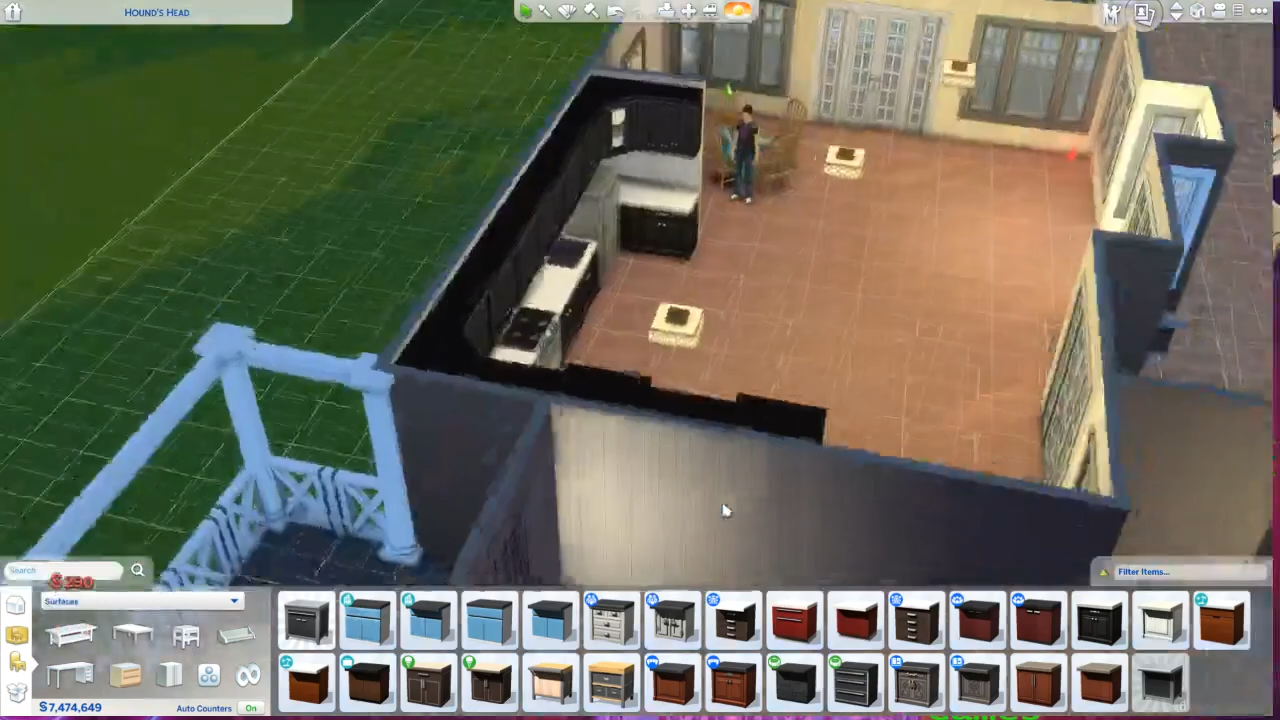 HOUND'S HEAD
Search
$290
Surfaces
Filter Items...
§7,474,649
Auto Counters
On